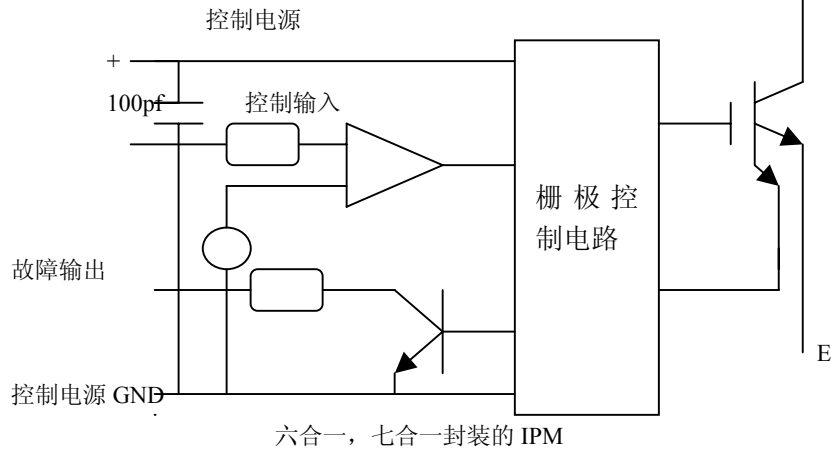 控制电源
+
100pf
控制输入
栅极控
制电路
故障输出
E
控制电源 GND
六合一，七合一封装的 IPM